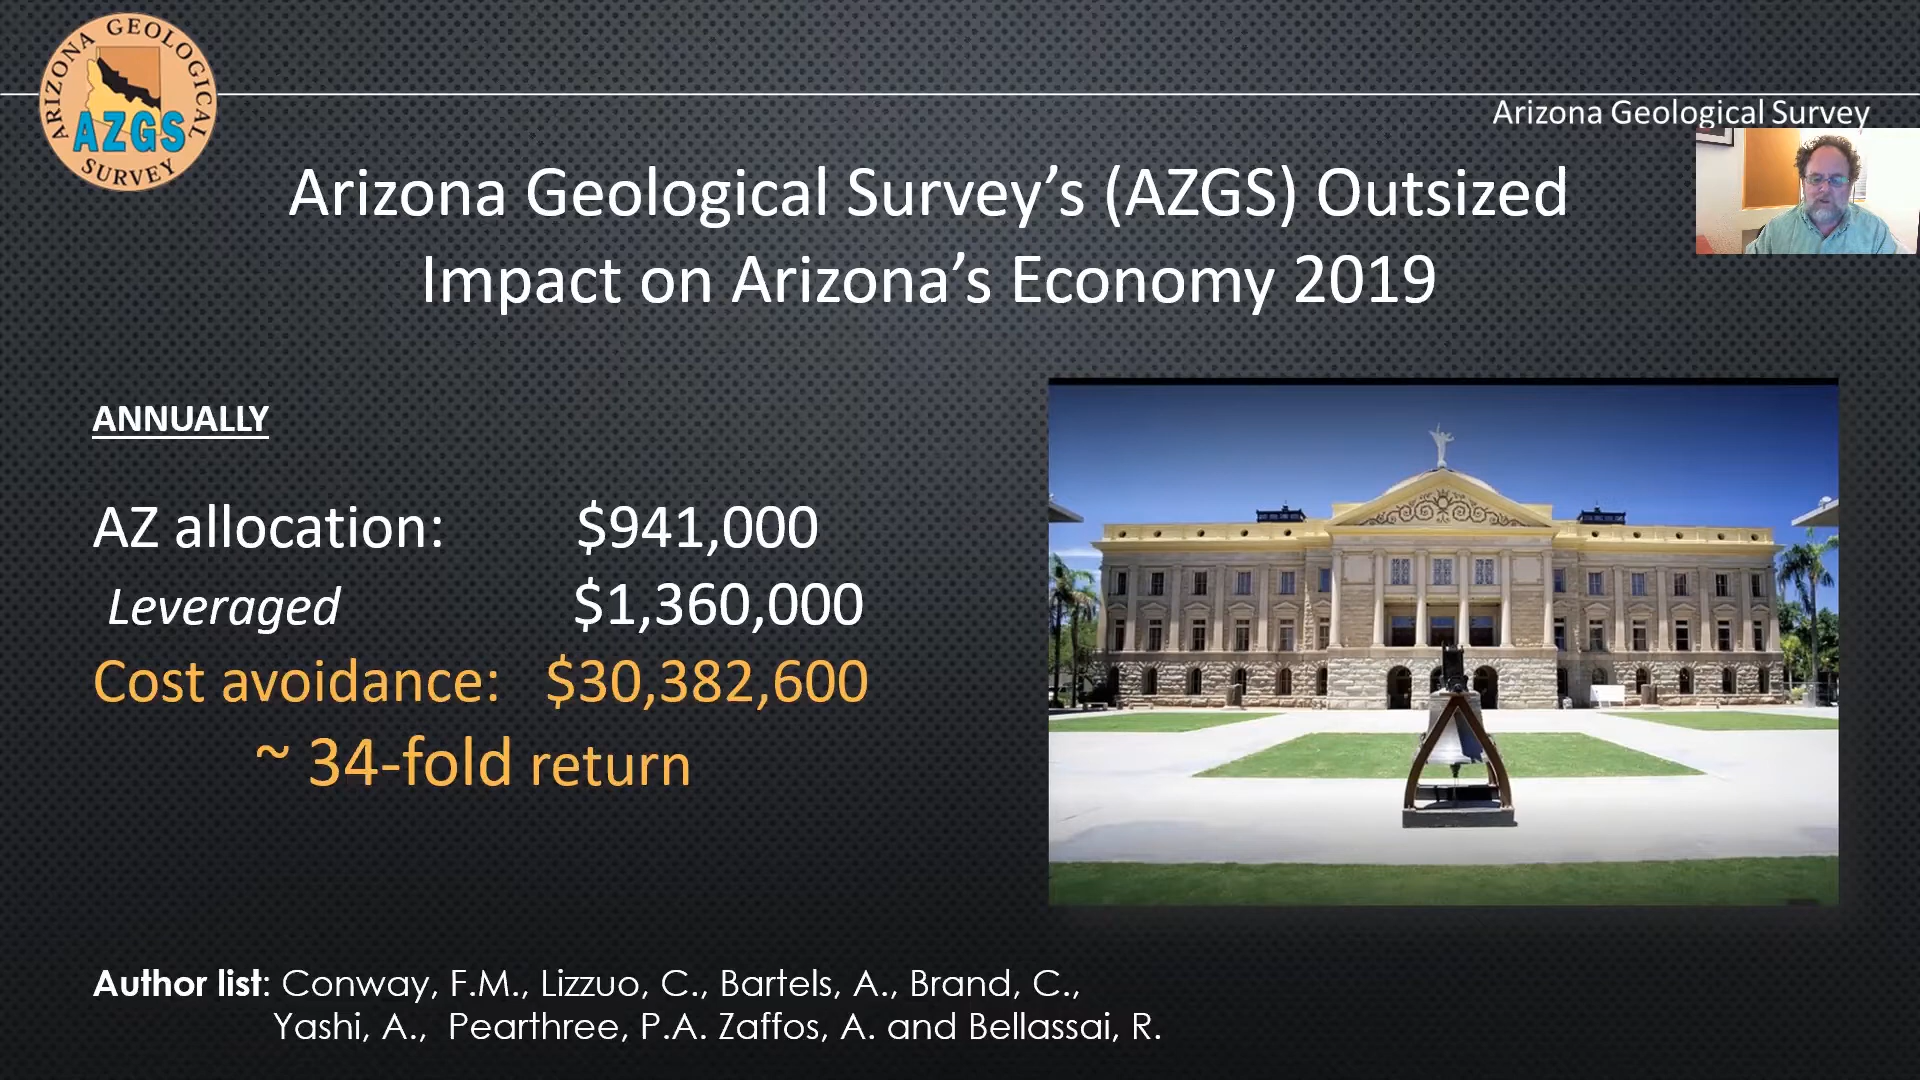 ARIZONA GEOLOGICAL SURVEY
AZGS
Arizona Geological Survey
Arizona Geological Survey’s (AZGS) Outsized
Impact on Arizona’s Economy 2019
ANNUALLY
AZ allocation: $941,000
Leveraged $1,360,000
Cost avoidance: $30,382,600
~ 34-fold return
Author list: Conway, F.M., Lizzuo, C., Bartels, A., Brand, C.,
Yashi, A., Pearthree, P.A. Zaffos, A. and Bellassai, R.